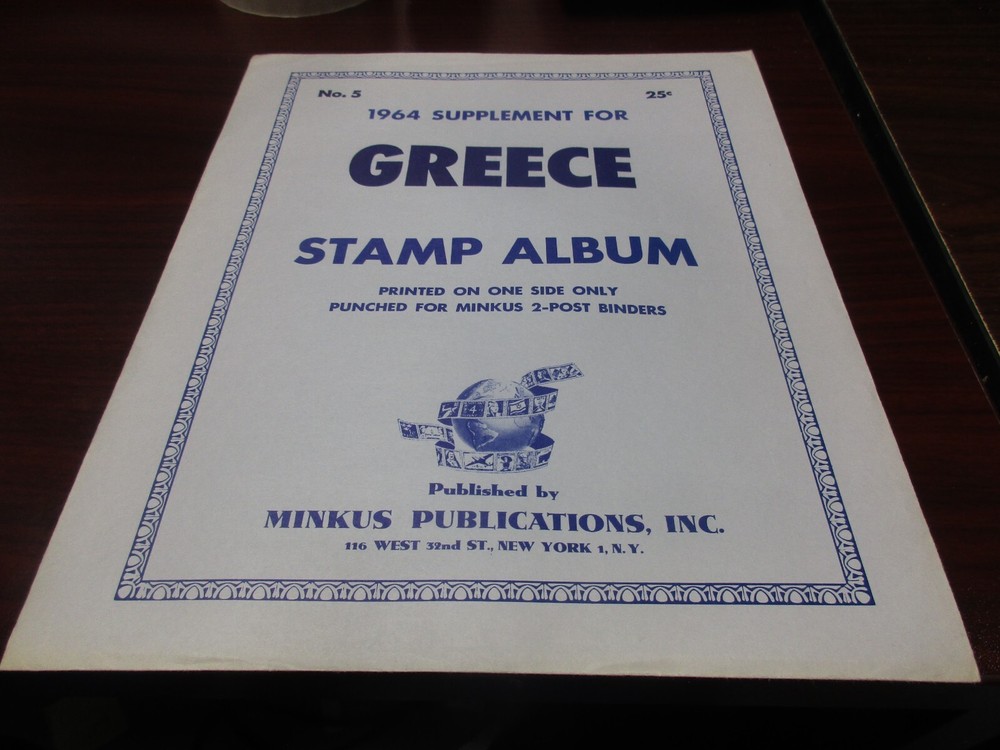 No. 5 25¢
1964 SUPPLEMENT FOR
GREECE
STAMP ALBUM
PRINTED ON ONE SIDE ONLY
PUNCHED FOR MINKUS 2-POST BINDERS
Published by
MINKUS PUBLICATIONS, INC.
116 WEST 32nd ST., NEW YORK 1, N.Y.